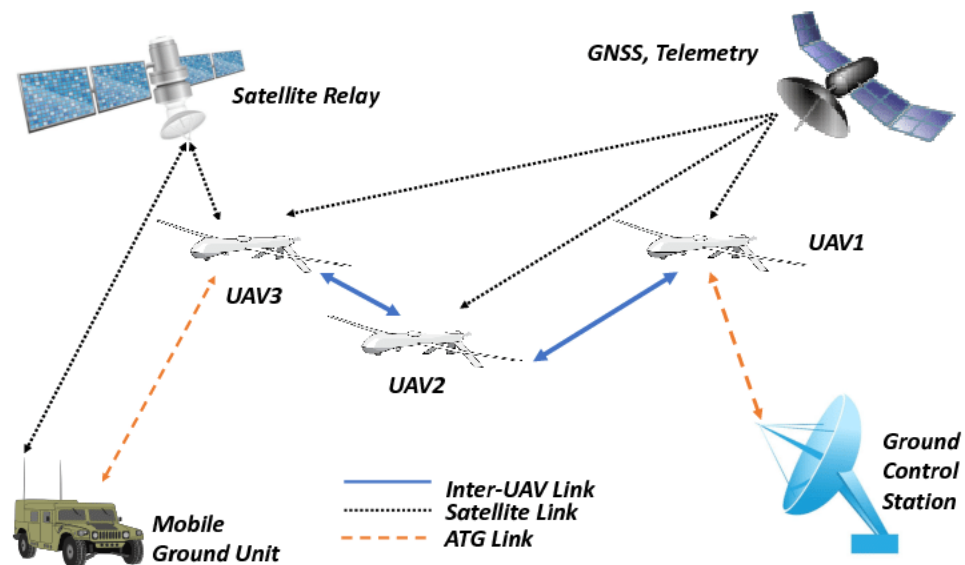 GNSS, Telemetry
Satellite Relay
UAV1
UAV3
UAV2
Ground
Control
Station
Inter-UAV Link
Satellite Link
ATG Link
Mobile
Ground Unit